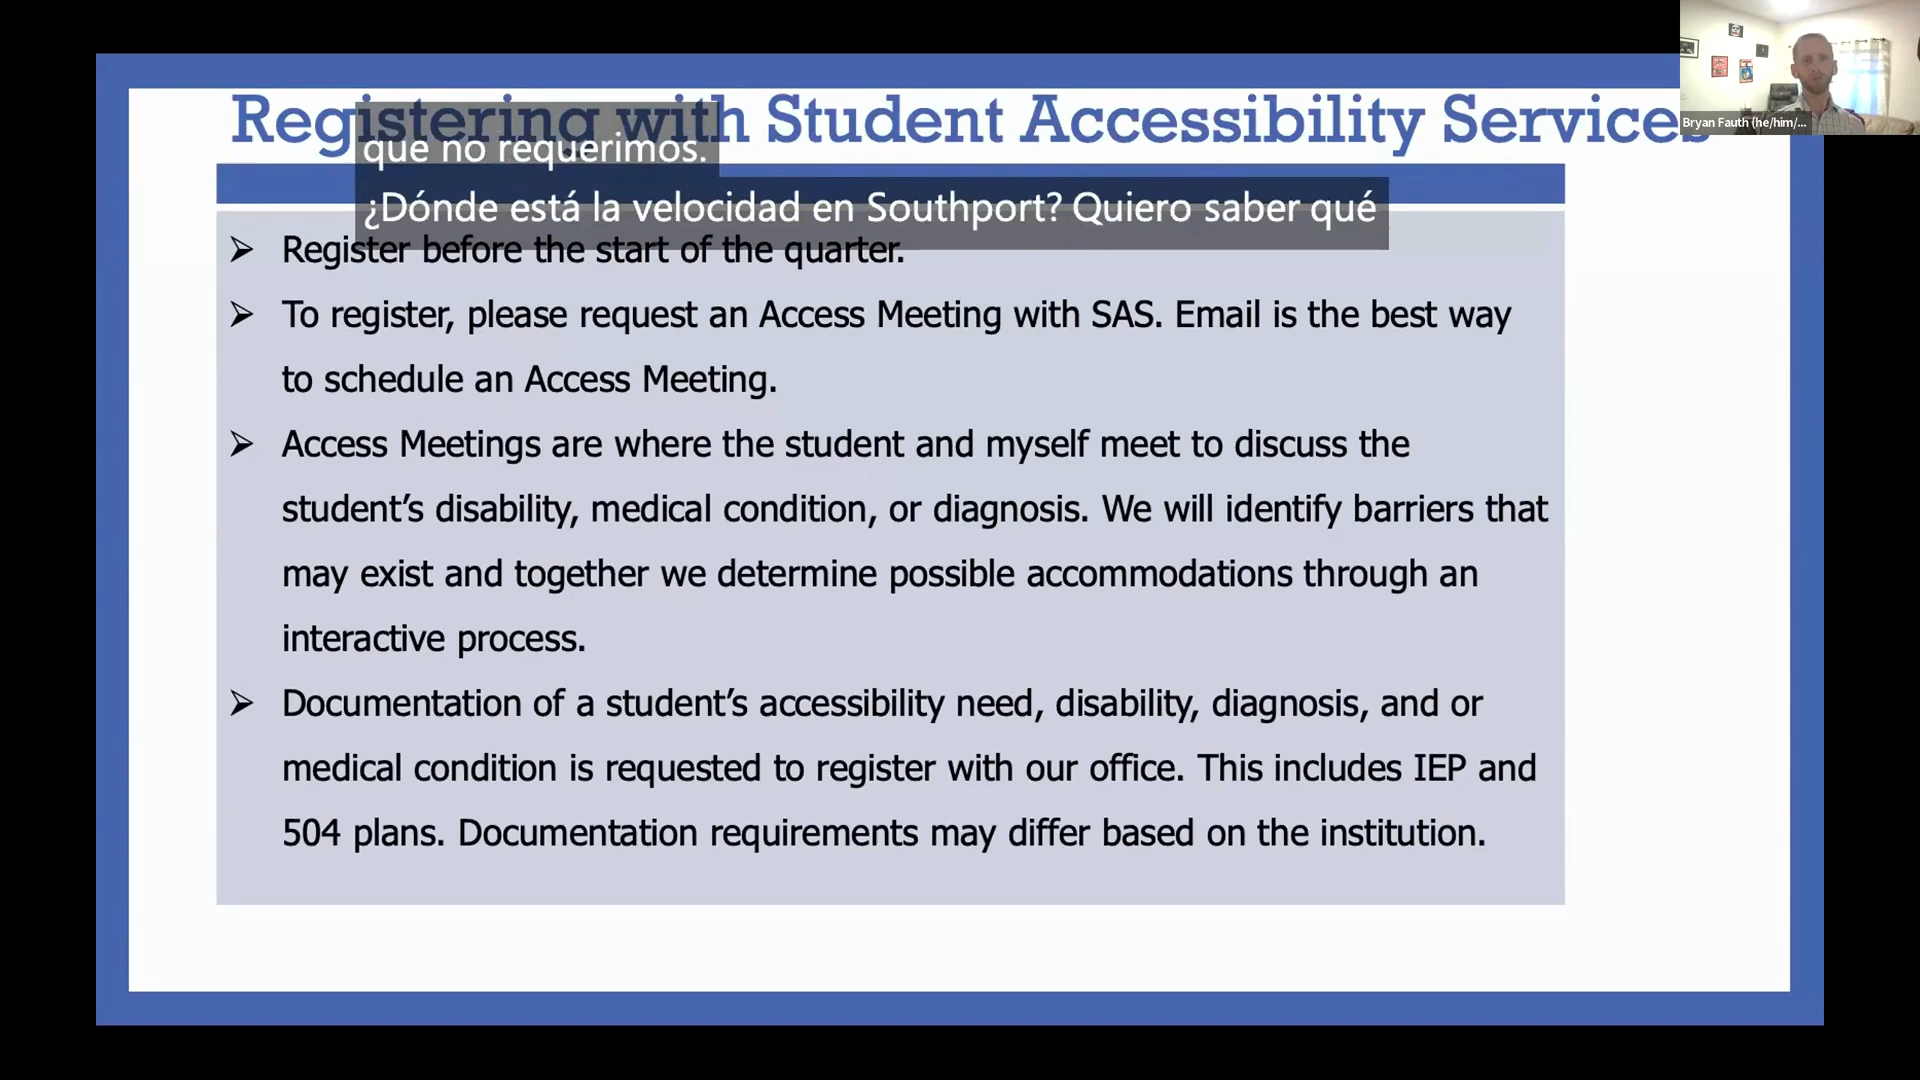 Registering with Student Accessibility Services
que no requerimos.
¿Dónde está la velocidad en Southport? Quiero saber qué
➢ Register before the start of the quarter.
➢ To register, please request an Access Meeting with SAS. Email is the best way
to schedule an Access Meeting.
➢ Access Meetings are where the student and myself meet to discuss the
student’s disability, medical condition, or diagnosis. We will identify barriers that
may exist and together we determine possible accommodations through an
interactive process.
➢ Documentation of a student’s accessibility need, disability, diagnosis, and or
medical condition is requested to register with our office. This includes IEP and
504 plans. Documentation requirements may differ based on the institution.
Bryan Fauth (he/him/...